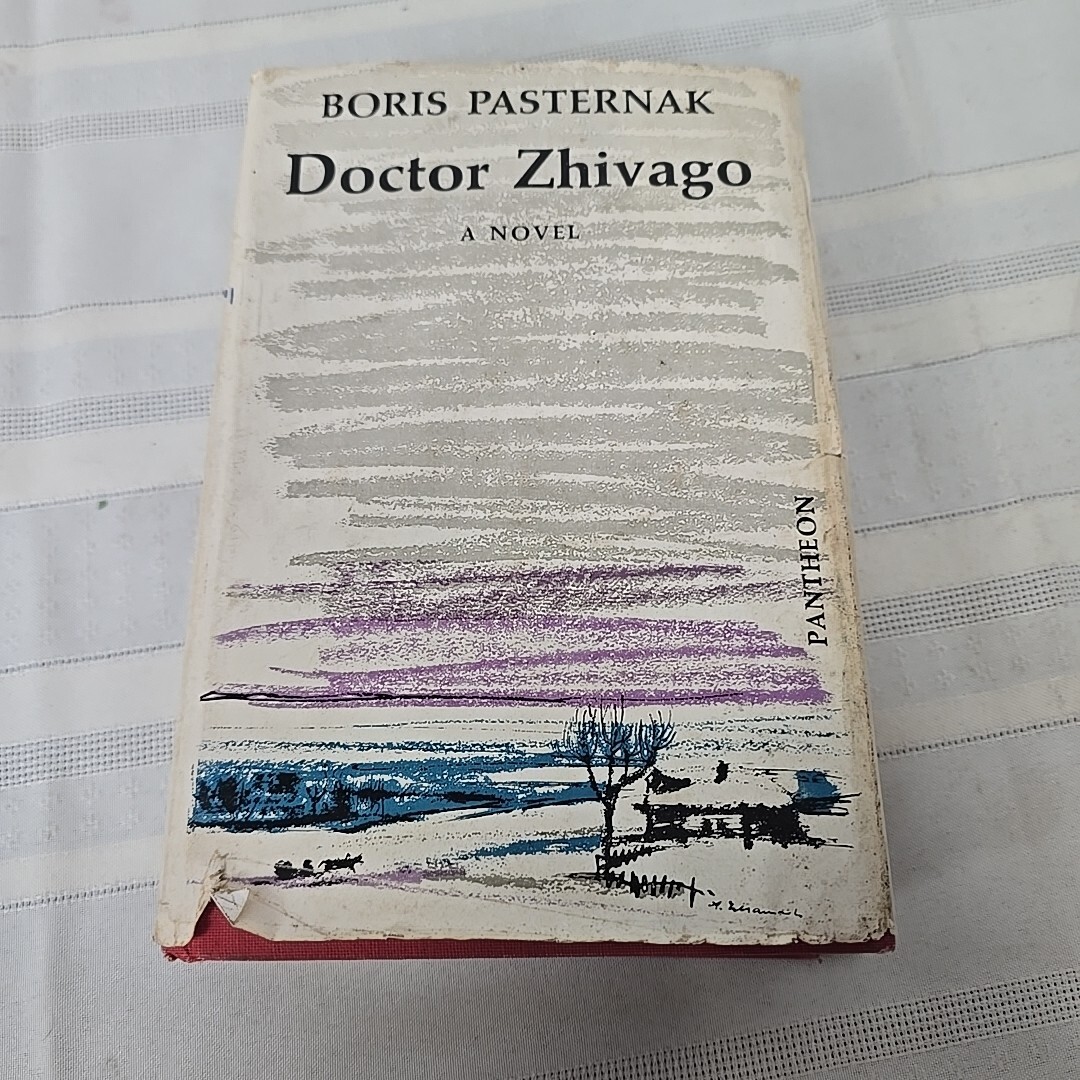 BORIS PASTERNAK
Doctor Zhivago
A NOVEL
PANTHEON